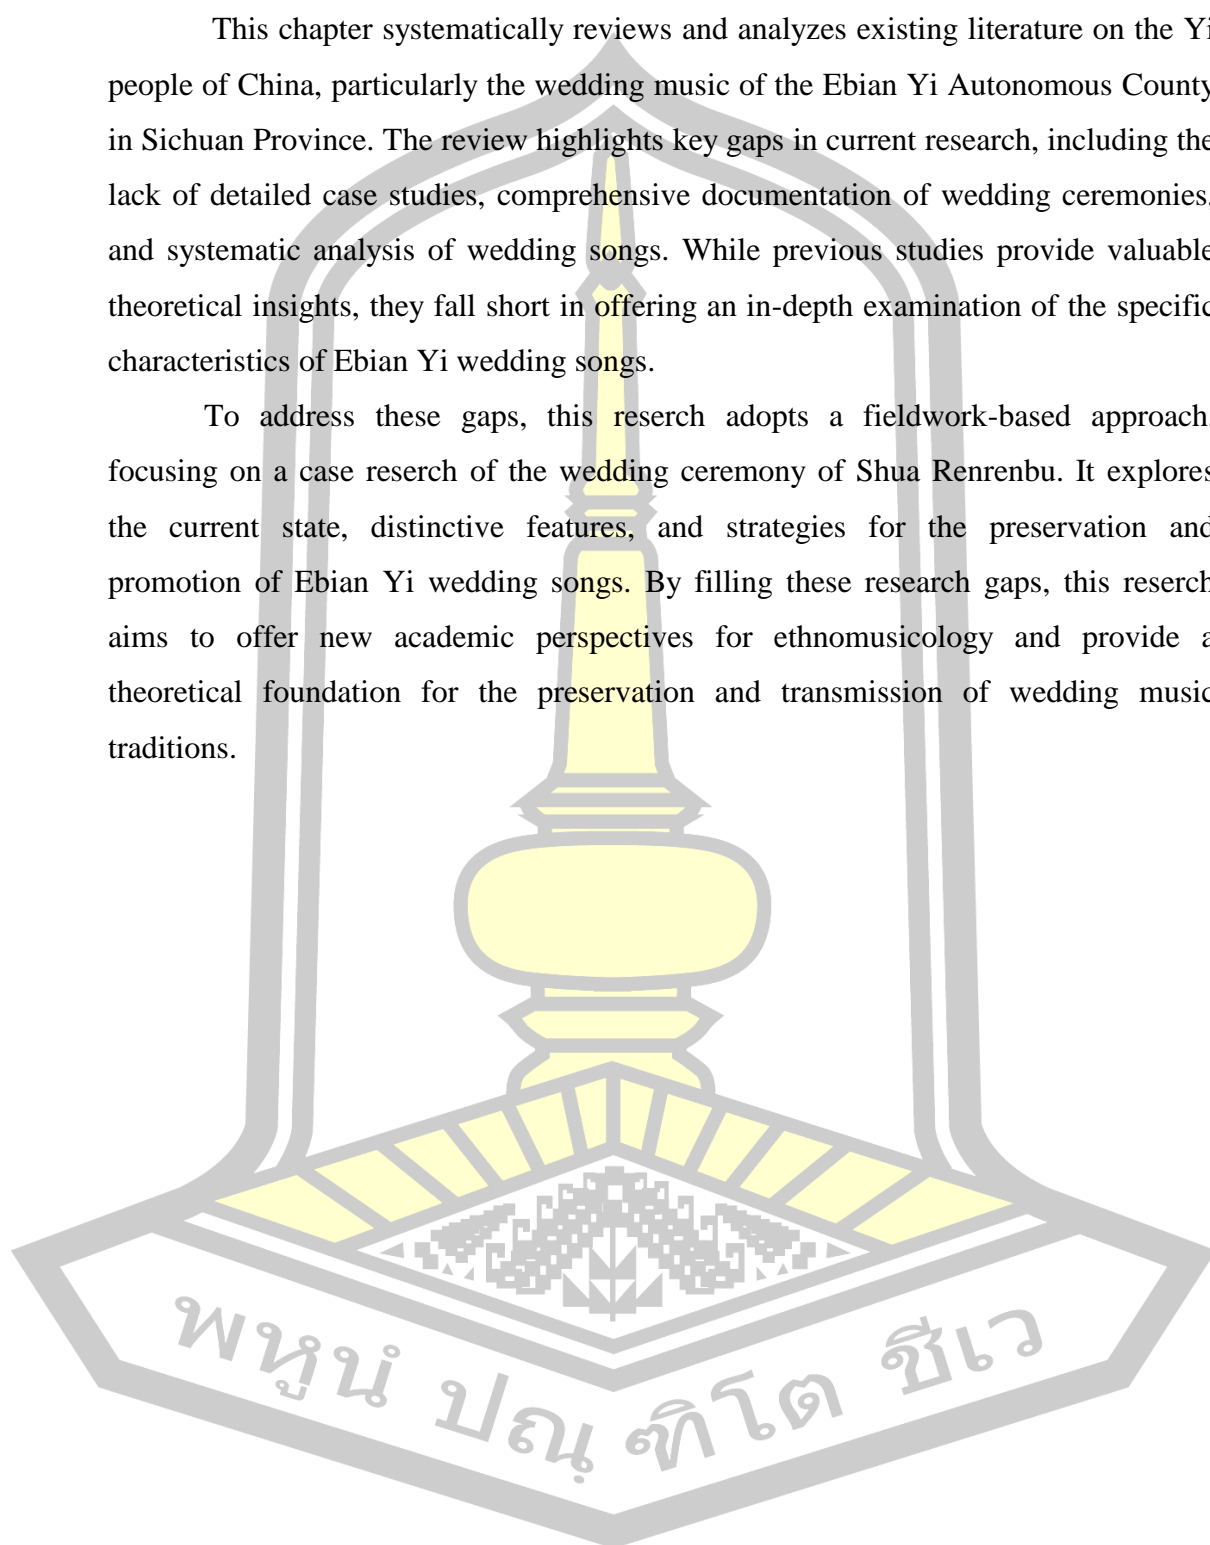 This chapter systematically reviews and analyzes existing literature on the Yi
people of China, particularly the wedding music of the Ebian Yi Autonomous County
in Sichuan Province. The review highlights key gaps in current research, including the
lack of detailed case studies, comprehensive documentation of wedding ceremonies,
and systematic analysis of wedding songs. While previous studies provide valuable
theoretical insights, they fall short in offering an in-depth examination of the specific
characteristics of Ebian Yi wedding songs.
To address these gaps, this reserch adopts a fieldwork-based approach,
focusing on a case reserch of the wedding ceremony of Shua Renrenbu. It explores
the current state, distinctive features, and strategies for the preservation and
promotion of Ebian Yi wedding songs. By filling these research gaps, this reserch
aims to offer new academic perspectives for ethnomusicology and provide a
theoretical foundation for the preservation and transmission of wedding music
traditions.
พหูนํ ปณฺ ฑิโต ชีเว